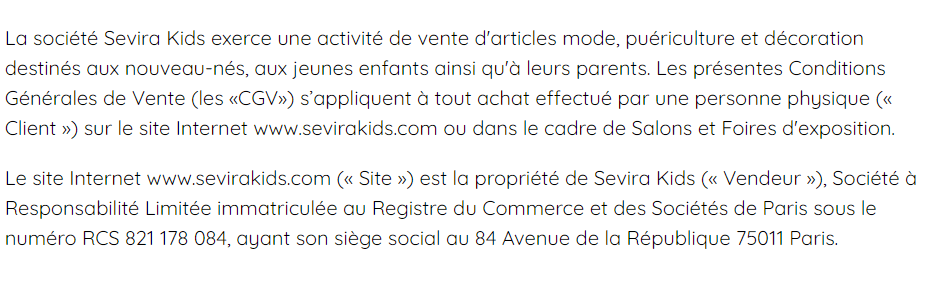 La société Sevira Kids exerce une activité de vente d'articles mode, puériculture et décoration
destinés aux nouveau-nés, aux jeunes enfants ainsi qu'à leurs parents. Les présentes Conditions
Générales de Vente (les «CGV») s’appliquent à tout achat effectué par une personne physique («
Client ») sur le site Internet www.sevirakids.com ou dans le cadre de Salons et Foires d'exposition.
Le site Internet www.sevirakids.com (« Site ») est la propriété de Sevira Kids (« Vendeur »), Société à
Responsabilité Limitée immatriculée au Registre du Commerce et des Sociétés de Paris sous le
numéro RCS 821 178 084, ayant son siège social au 84 Avenue de la République 75011 Paris.